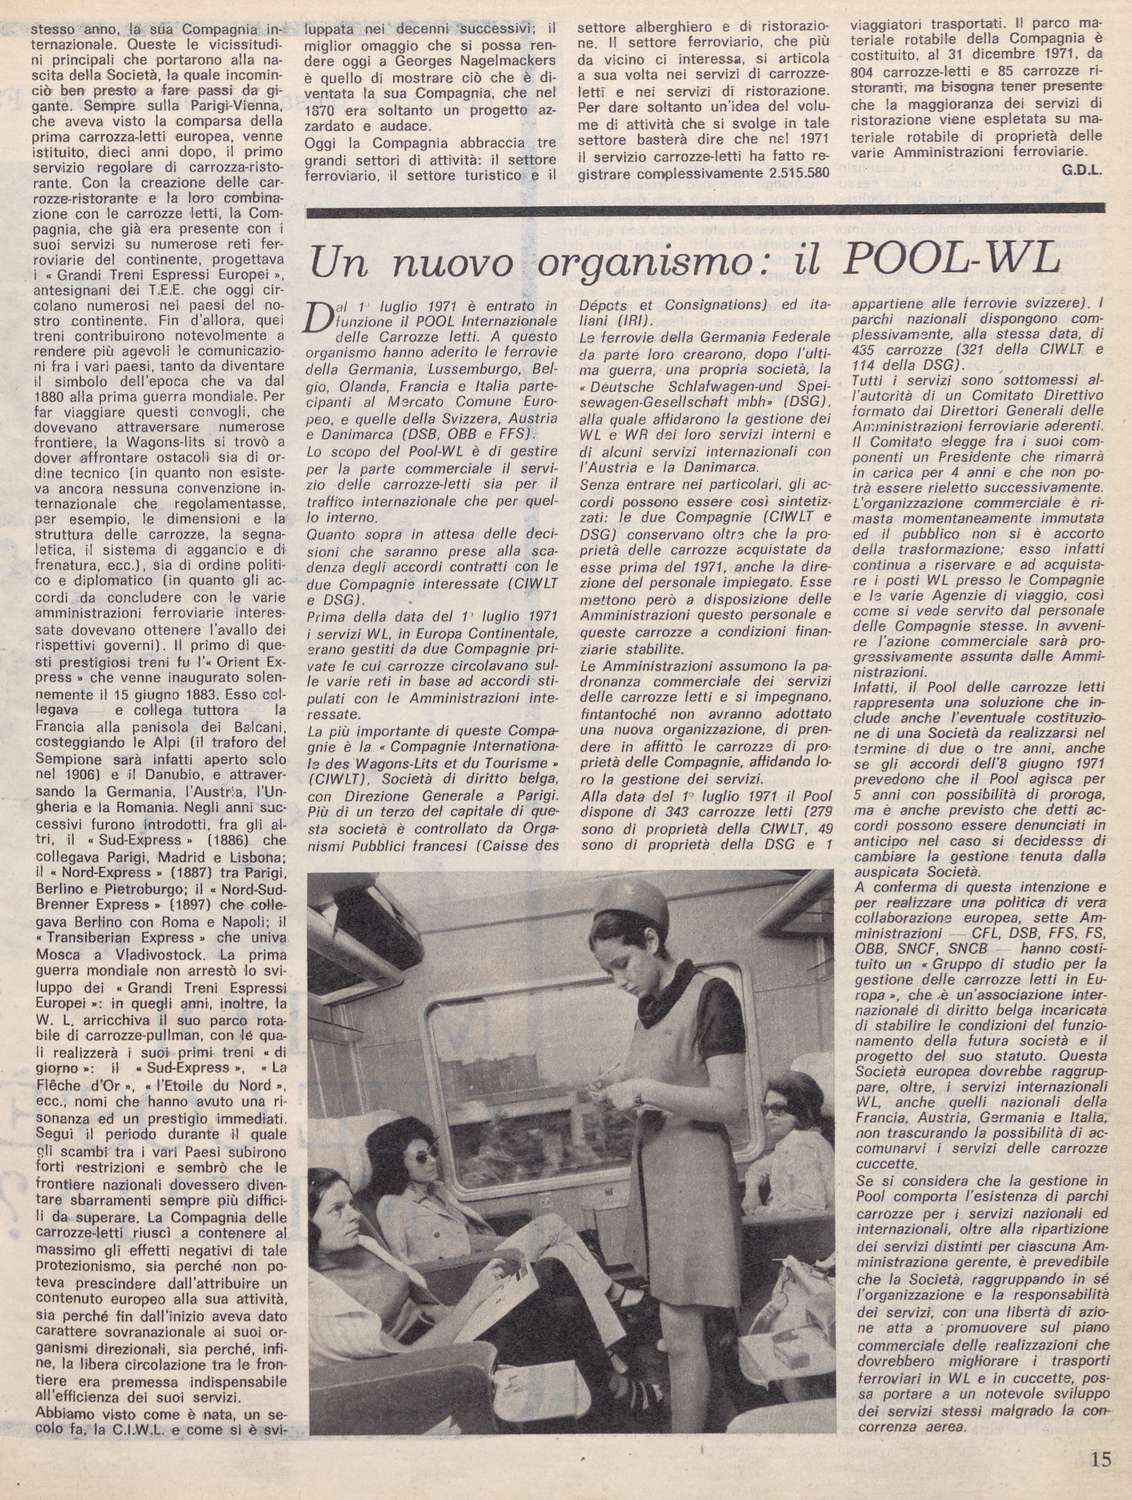 stesso anno, la sua Compagnia in-
ternazionale. Queste le vicissitudi-
ni principali che portarono alla na-
scita della Società, la quale incomin-
ciò ben presto a fare passi da gi-
gante. Sempre sulla Parigi-Vienna,
che aveva visto la comparsa della
prima carrozza-letti europea, venne
istituito, dieci anni dopo, il primo
servizio regolare di carrozza-risto-
rante. Con la creazione delle car-
rozze-ristorante e la loro combina-
zione con le carrozze letti, la Com-
pagnia, che già era presente con i
suoi servizi su numerose reti fer-
roviarie del continente, progettava
i « Grandi Treni Espressi Europei »,
antesignani dei T.E.E. che oggi cir-
colano numerosi nei paesi del no-
stro continente. Fin d'allora, quei
treni contribuirono notevolmente a
rendere più agevoli le comunicazio-
ni fra i vari paesi, tanto da diventare
il simbolo dell'epoca che va dal
1880 alla prima guerra mondiale. Per
far viaggiare questi convogli, che
dovevano attraversare numerose
frontiere, la Wagons-lits si trovò a
dover affrontare ostacoli sia di or-
dine tecnico (in quanto non esiste-
va ancora nessuna convenzione in-
ternazionale che regolamentasse,
per esempio, le dimensioni e la
struttura delle carrozze, la segna-
letica, il sistema di aggancio e di
frenatura, ecc.), sia di ordine politi-
co e diplomatico (in quanto gli ac-
cordi da concludere con le varie
amministrazioni ferroviarie interes-
sate dovevano ottenere l'avallo dei
rispettivi governi). Il primo di que-
sti prestigiosi treni fu l'« Orient Ex-
press » che venne inaugurato solen-
nemente il 15 giugno 1883. Esso col-
legava — e collega tuttora — la
Francia alla panisola dei Balcani,
costeggiando le Alpi (il traforo del
Sempione sarà infatti aperto solo
nel 1906) e il Danubio, e attraver-
sando la Germania, l'Austria, l'Un-
gheria e la Romania. Negli anni suc-
cessivi furono introdotti, fra gli al-
tri, il « Sud-Express » (1886) che
collegava Parigi, Madrid e Lisbona;
il « Nord-Express » (1887) tra Parigi,
Berlino e Pietroburgo; il « Nord-Sud-
Brenner Express » (1897) che colle-
gava Berlino con Roma e Napoli; il
« Transiberian Express » che univa
Mosca a Vladivostock. La prima
guerra mondiale non arrestò lo svi-
luppo dei « Grandi Treni Espressi
Europei »: in quegli anni, inoltre, la
W. L. arricchiva il suo parco rota-
bile di carrozze-pullman, con le qua-
li realizzerà i suoi primi treni « di
giorno »: il « Sud-Express », « La
Flêche d'Or », « l'Etoile du Nord »,
ecc., nomi che hanno avuto una ri-
sonanza ed un prestigio immediati.
Seguì il periodo durante il quale
gli scambi tra i vari Paesi subirono
forti restrizioni e sembrò che le
frontiere nazionali dovessero diven-
tare sbarramenti sempre più diffici-
li da superare. La Compagnia delle
carrozze-letti riuscì a contenere al
massimo gli effetti negativi di tale
protezionismo, sia perché non po-
teva prescindere dall'attribuire un
contenuto europeo alla sua attività,
sia perché fin dall'inizio aveva dato
carattere sovranazionale ai suoi or-
ganismi direzionali, sia perché, infi-
ne, la libera circolazione tra le fron-
tiere era premessa indispensabile
all'efficienza dei suoi servizi.
Abbiamo visto come è nata, un se-
colo fa, la C.I.W.L. e come si è svi-
luppata nei decenni successivi; il
miglior omaggio che si possa ren-
dere oggi a Georges Nagelmackers
è quello di mostrare ciò che è di-
ventata la sua Compagnia, che nel
1870 era soltanto un progetto az-
zardato e audace.
Oggi la Compagnia abbraccia tre
grandi settori di attività: il settore
ferroviario, il settore turistico e il
settore alberghiero e di ristorazio-
ne. Il settore ferroviario, che più
da vicino ci interessa, si articola
a sua volta nei servizi di carrozze-
letti e nei servizi di ristorazione.
Per dare soltanto un'idea del volu-
me di attività che si svolge in tale
settore basterà dire che nel 1971
il servizio carrozze-letti ha fatto re-
gistrare complessivamente 2.515.580
viaggiatori trasportati. Il parco ma-
teriale rotabile della Compagnia è
costituito, al 31 dicembre 1971, da
804 carrozze-letti e 85 carrozze ri-
storanti, ma bisogna tener presente
che la maggioranza dei servizi di
ristorazione viene espletata su ma-
teriale rotabile di proprietà delle
varie Amministrazioni ferroviarie.
G.D.L.
Un nuovo organismo: il POOL-WL
Dal 1° luglio 1971 è entrato in
funzione il POOL Internazionale
delle Carrozze letti. A questo
organismo hanno aderito le ferrovie
della Germania, Lussemburgo, Bel-
gio, Olanda, Francia e Italia parte-
cipanti al Mercato Comune Euro-
peo, e quelle della Svizzera, Austria
e Danimarca (DSB, OBB e FFS).
Lo scopo del Pool-WL è di gestire
per la parte commerciale il servi-
zio delle carrozze-letti sia per il
traffico internazionale che per quel-
lo interno.
Quanto sopra in attesa delle deci-
sioni che saranno prese alla sca-
denza degli accordi contratti con le
due Compagnie interessate (CIWLT
e DSG).
Prima della data del 1° luglio 1971
i servizi WL, in Europa Continentale,
erano gestiti da due Compagnie pri-
vate le cui carrozze circolavano sul-
le varie reti in base ad accordi sti-
pulati con le Amministrazioni inte-
ressate.
La più importante di queste Compa-
gnie è la « Compagnie Internationa-
le des Wagons-Lits et du Tourisme »
(CIWLT), Società di diritto belga,
con Direzione Generale a Parigi.
Più di un terzo del capitale di que-
sta società è controllato da Orga-
nismi Pubblici francesi (Caisse des
Dépcts et Consignations) ed ita-
liani (IRI).
Le ferrovie della Germania Federale
da parte loro crearono, dopo l'ulti-
ma guerra, una propria società, la
« Deutsche Schlafwagen-und Spei-
sewagen-Gesellschaft mbh» (DSG),
alla quale affidarono la gestione dei
WL e WR dei loro servizi interni e
di alcuni servizi internazionali con
l'Austria e la Danimarca.
Senza entrare nei particolari, gli ac-
cordi possono essere così sintetiz-
zati: le due Compagnie (CIWLT e
DSG) conservano oltre che la pro-
prietà delle carrozze acquistate da
esse prima del 1971, anche la dire-
zione del personale impiegato. Esse
mettono però a disposizione delle
Amministrazioni questo personale e
queste carrozze a condizioni finan-
ziarie stabilite.
Le Amministrazioni assumono la pa-
dronanza commerciale dei servizi
delle carrozze letti e si impegnano,
fintantoché non avranno adottato
una nuova organizzazione, di pren-
dere in affitto le carrozze di pro-
prietà delle Compagnie, affidando lo-
ro la gestione dei servizi.
Alla data del 1° luglio 1971 il Pool
dispone di 343 carrozze letti (279
sono di proprietà della CIWLT, 49
sono di proprietà della DSG e 1
appartiene alle ferrovie svizzere). I
parchi nazionali dispongono com-
plessivamente, alla stessa data, di
435 carrozze (321 della CIWLT e
114 della DSG).
Tutti i servizi sono sottomessi al-
l'autorità di un Comitato Direttivo
formato dai Direttori Generali delle
Amministrazioni ferroviarie aderenti.
Il Comitato elegge fra i suoi com-
ponenti un Presidente che rimarrà
in carica per 4 anni e che non po-
trà essere rieletto successivamente.
L'organizzazione commerciale è ri-
masta momentaneamente immutata
ed il pubblico non si è accorto
della trasformazione; esso infatti
continua a riservare e ad acquista-
re i posti WL presso le Compagnie
e le varie Agenzie di viaggio, così
come si vede servito dal personale
delle Compagnie stesse. In avveni-
re l'azione commerciale sarà pro-
gressivamente assunta dalle Ammi-
nistrazioni.
Infatti, il Pool delle carrozze letti
rappresenta una soluzione che in-
clude anche l'eventuale costituzio-
ne di una Società da realizzarsi nel
termine di due o tre anni, anche
se gli accordi dell'8 giugno 1971
prevedono che il Pool agisca per
5 anni con possibilità di proroga,
ma è anche previsto che detti ac-
cordi possono essere denunciati in
anticipo nel caso si decidesse di
cambiare la gestione tenuta dalla
auspicata Società.
A conferma di questa intenzione e
per realizzare una politica di vera
collaborazione europea, sette Am-
ministrazioni — CFL, DSB, FFS, FS,
OBB, SNCF, SNCB — hanno costi-
tuito un « Gruppo di studio per la
gestione delle carrozze letti in Eu-
ropa », che è un'associazione inter-
nazionale di diritto belga incaricata
di stabilire le condizioni del funzio-
namento della futura società e il
progetto del suo statuto. Questa
Società europea dovrebbe raggrup-
pare, oltre, i servizi internazionali
WL, anche quelli nazionali della
Francia, Austria, Germania e Italia,
non trascurando la possibilità di ac-
comunarvi i servizi delle carrozze
cuccette.
Se si considera che la gestione in
Pool comporta l'esistenza di parchi
carrozze per i servizi nazionali ed
internazionali, oltre alla ripartizione
dei servizi distinti per ciascuna Am-
ministrazione gerente, è prevedibile
che la Società, raggruppando in sé
l'organizzazione e la responsabilità
dei servizi, con una libertà di azio-
ne atta a promuovere sul piano
commerciale delle realizzazioni che
dovrebbero migliorare i trasporti
ferroviari in WL e in cuccette, pos-
sa portare a un notevole sviluppo
dei servizi stessi malgrado la con-
correnza aerea.
15